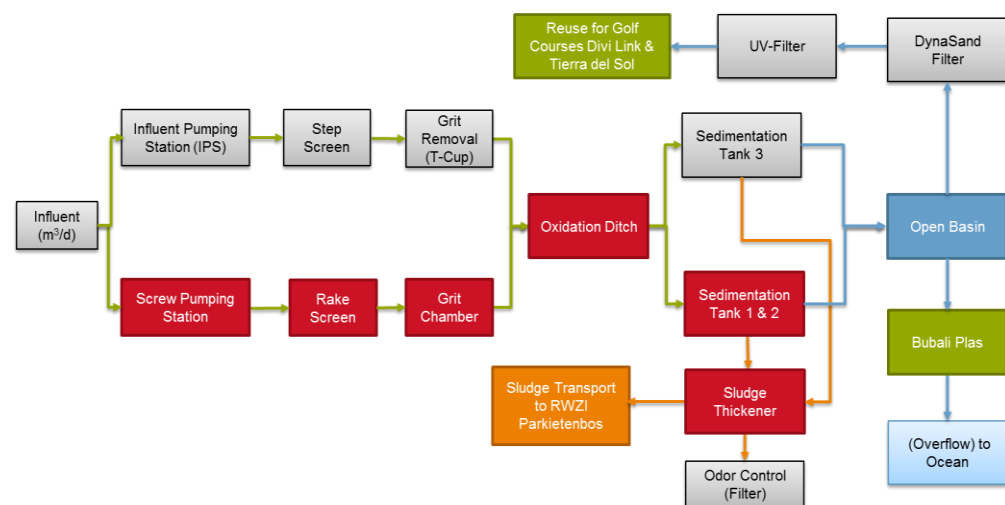 Reuse for Golf
Courses Divi Link &
Tierra del Sol
UV-Filter
DynaSand
Filter
Influent Pumping
Station (IPS)
Step
Screen
Grit
Removal
(T-Cup)
Sedimentation
Tank 3
Influent
(m³/d)
Oxidation Ditch
Open Basin
Screw Pumping
Station
Rake
Screen
Grit
Chamber
Sedimentation
Tank 1 & 2
Bubali Plas
Sludge Transport
to RWZI
Parkietenbos
Sludge
Thickener
(Overflow) to
Ocean
Odor Control
(Filter)